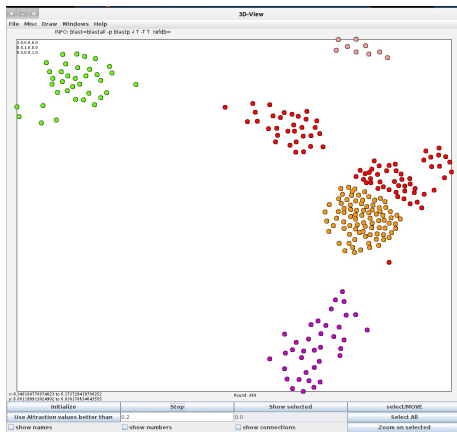 3D-View
File Misc Draw Windows Help
INFO: blast=blastall -p blastp -I T -T T refdb=
Round: 380
Initialize Stop Show selected select/MOVE
Use Attraction values better than 0.2 0.0 Select All
show names show numbers show connections Zoom on selected